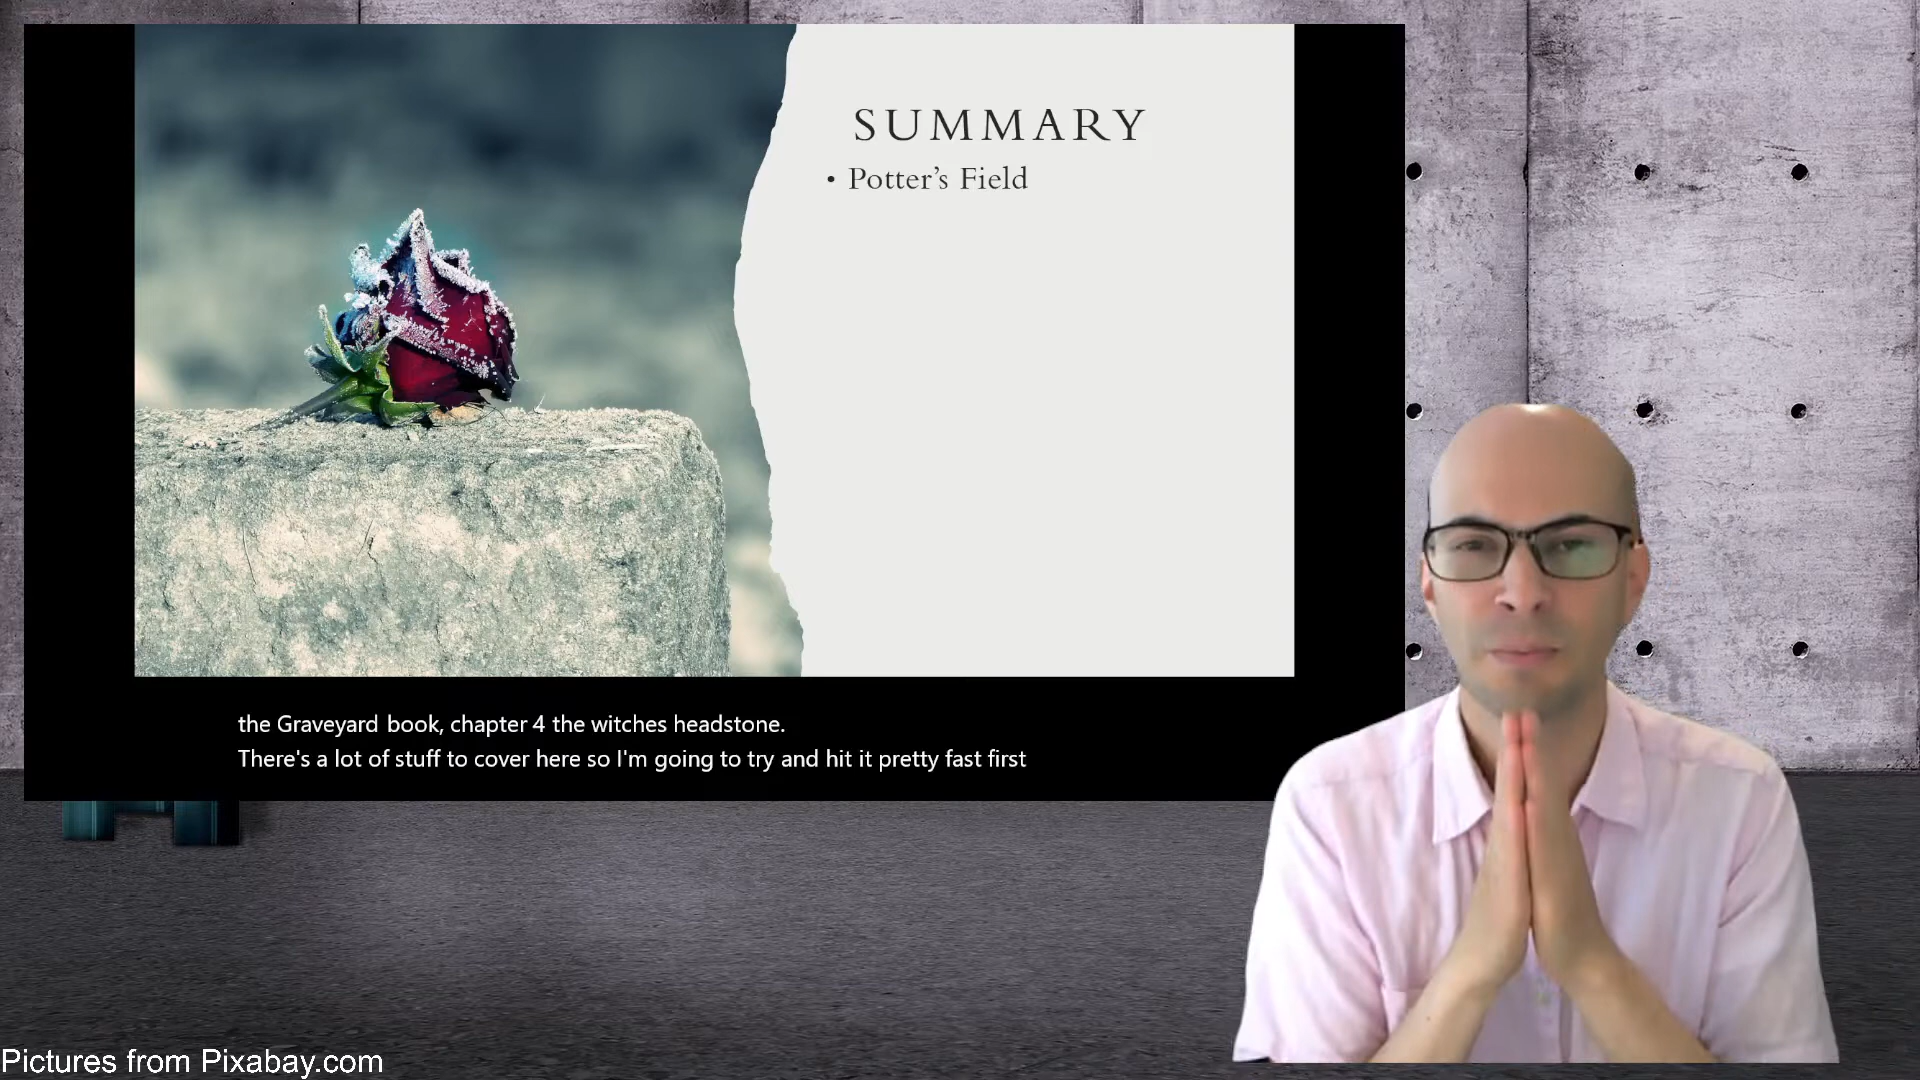 SUMMARY
• Potter’s Field
the Graveyard book, chapter 4 the witches headstone.
There's a lot of stuff to cover here so I'm going to try and hit it pretty fast first
Pictures from Pixabay.com